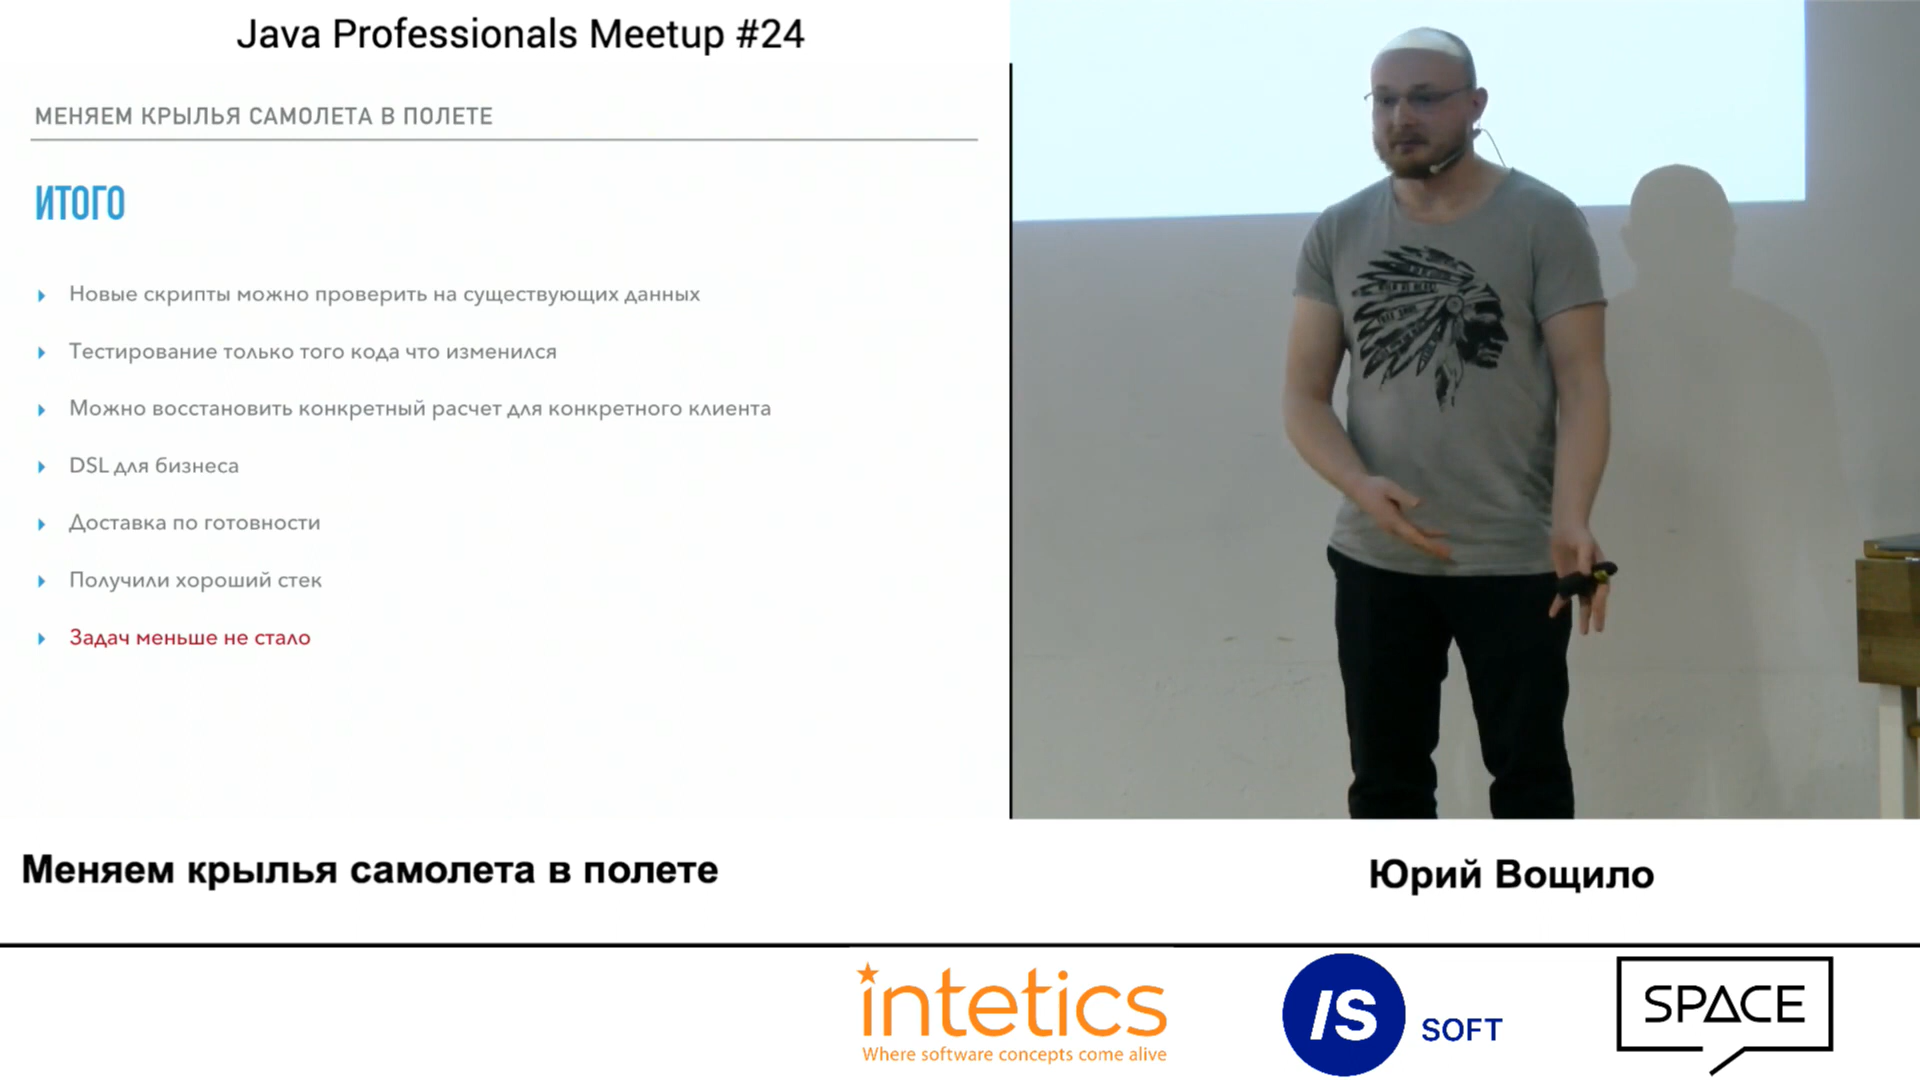 Java Professionals Meetup #24
МЕНЯЕМ КРЫЛЬЯ САМОЛЕТА В ПОЛЕТЕ
ИТОГО
Новые скрипты можно проверить на существующих данных
Тестирование только того кода что изменился
Можно восстановить конкретный расчет для конкретного клиента
DSL для бизнеса
Доставка по готовности
Получили хороший стек
Задач меньше не стало
Меняем крылья самолета в полете
Юрий Вощило
intetics
Where software concepts come alive
/S SOFT
SPACE